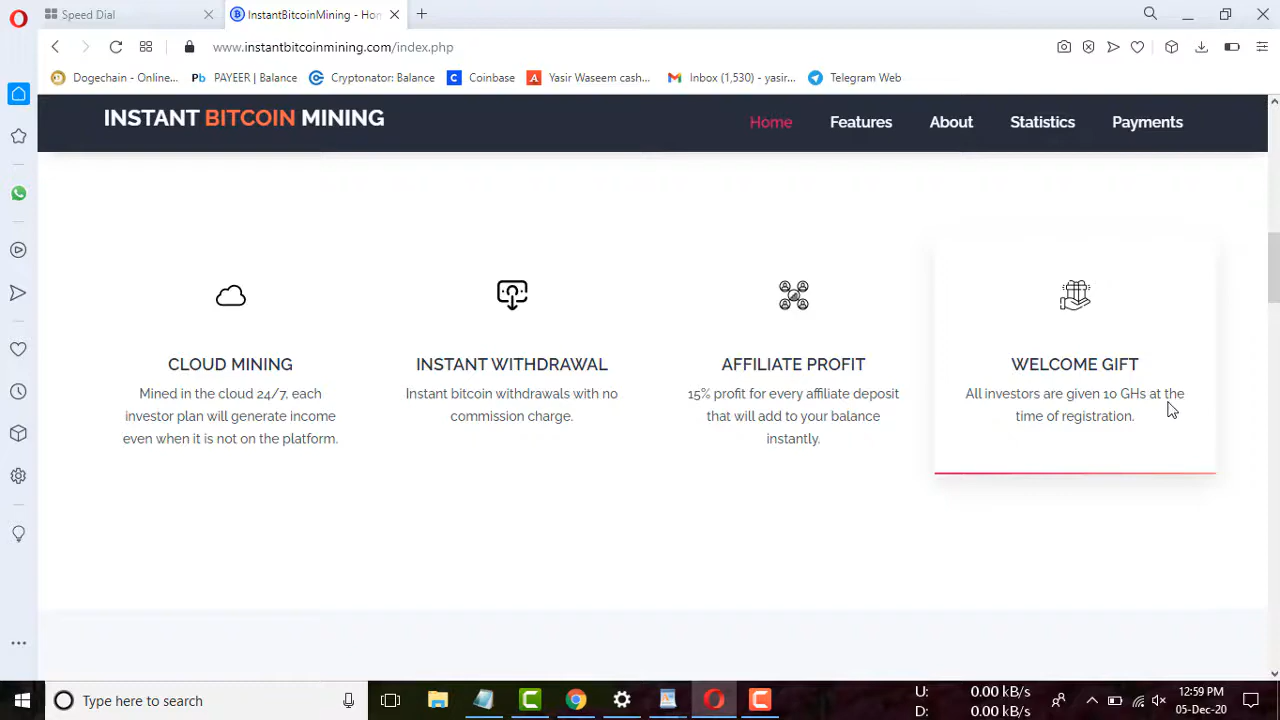 Speed Dial
InstantBitcoinMining - Hon
www.instantbitcoinmining.com/index.php
Dogechain - Online...
Pb PAYEER | Balance
Cryptonator: Balance
C Coinbase
A Yasir Waseem cash...
Inbox (1,530) - yasir...
Telegram Web
INSTANT BITCOIN MINING
Home
Features
About
Statistics
Payments
CLOUD MINING
Mined in the cloud 24/7, each
investor plan will generate income
even when it is not on the platform.
INSTANT WITHDRAWAL
Instant bitcoin withdrawals with no
commission charge.
AFFILIATE PROFIT
15% profit for every affiliate deposit
that will add to your balance
instantly.
WELCOME GIFT
All investors are given 10 GHs at the
time of registration.
Type here to search
U: 0.00 kB/s
D: 0.00 kB/s
12:59 PM
05-Dec-20